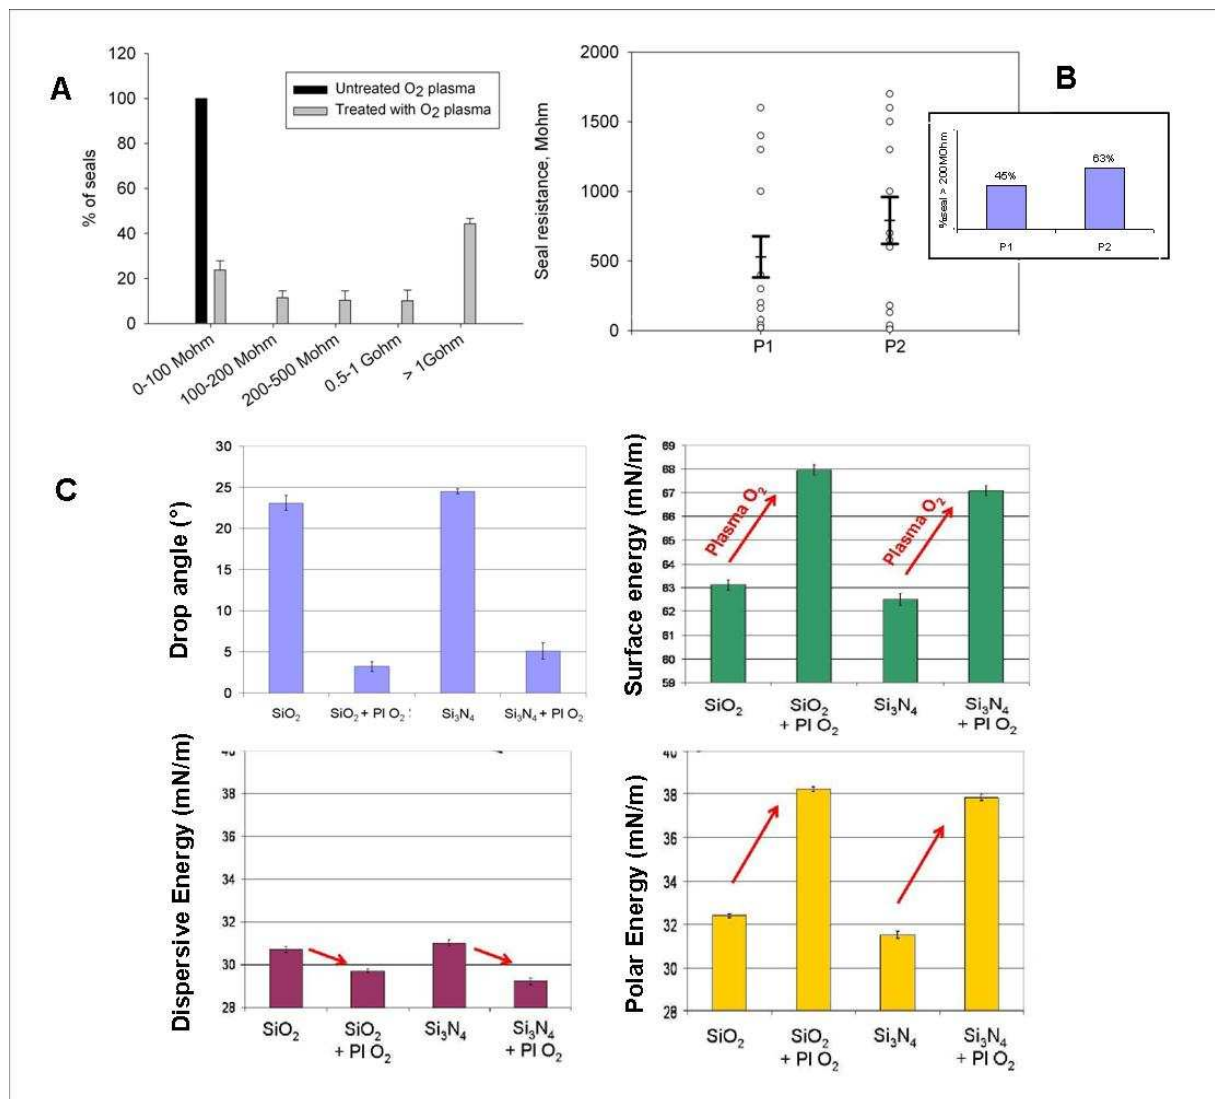 A
% of seals
120
100
80
60
40
20
0
Untreated O2 plasma
Treated with O2 plasma
0-100 Mohm
100-200 Mohm
200-500 Mohm
0.5-1 Gohm
> 1Gohm
B
Seal resistance, Mohm
2000
1500
1000
500
0
P1
P2
%seal > 200MOhm
45%
63%
P1
P2
C
Drop angle (°)
30
25
20
15
10
5
0
SiO2
SiO2 + Pl O2
Si3N4
Si3N4 + Pl O2
Surface energy (mN/m)
69
68
67
66
65
64
63
62
61
60
59
Plasma O2
Plasma O2
SiO2
SiO2 + Pl O2
Si3N4
Si3N4 + Pl O2
Dispersive Energy (mN/m)
40
38
36
34
32
30
28
SiO2
SiO2 + Pl O2
Si3N4
Si3N4 + Pl O2
Polar Energy (mN/m)
40
38
36
34
32
30
28
SiO2
SiO2 + Pl O2
Si3N4
Si3N4 + Pl O2